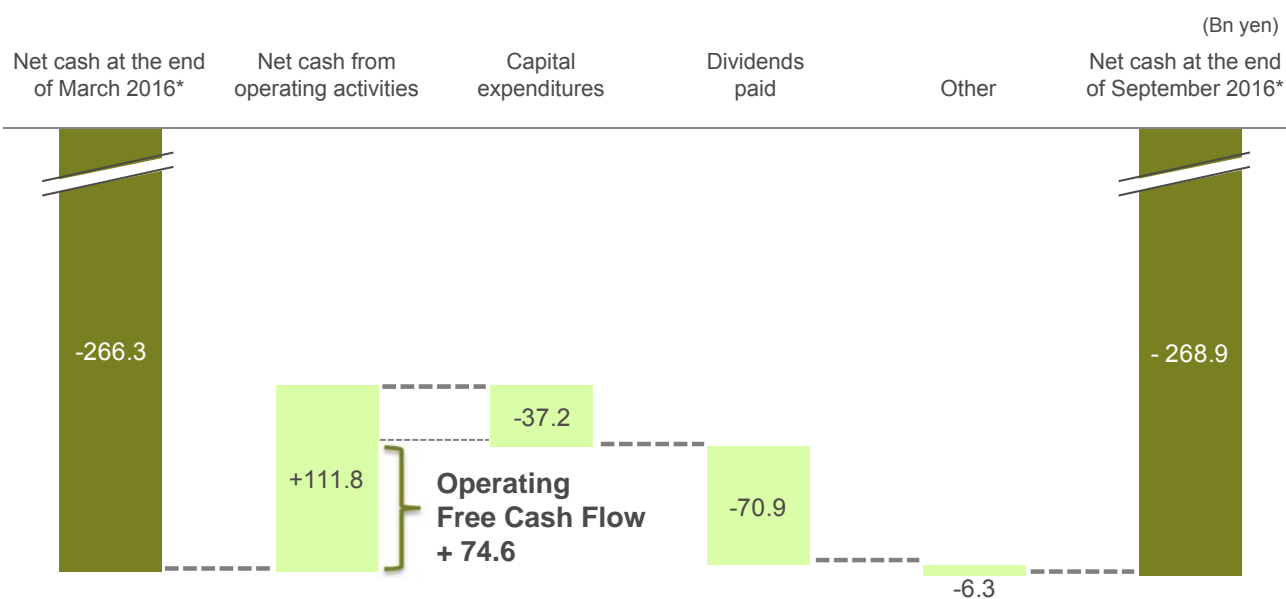 (Bn yen)
Net cash at the end
of March 2016*
Net cash from
operating activities
Capital
expenditures
Dividends
paid
Other
Net cash at the end
of September 2016*
-266.3
+111.8
Operating
Free Cash Flow
+ 74.6
-37.2
-70.9
-6.3
- 268.9